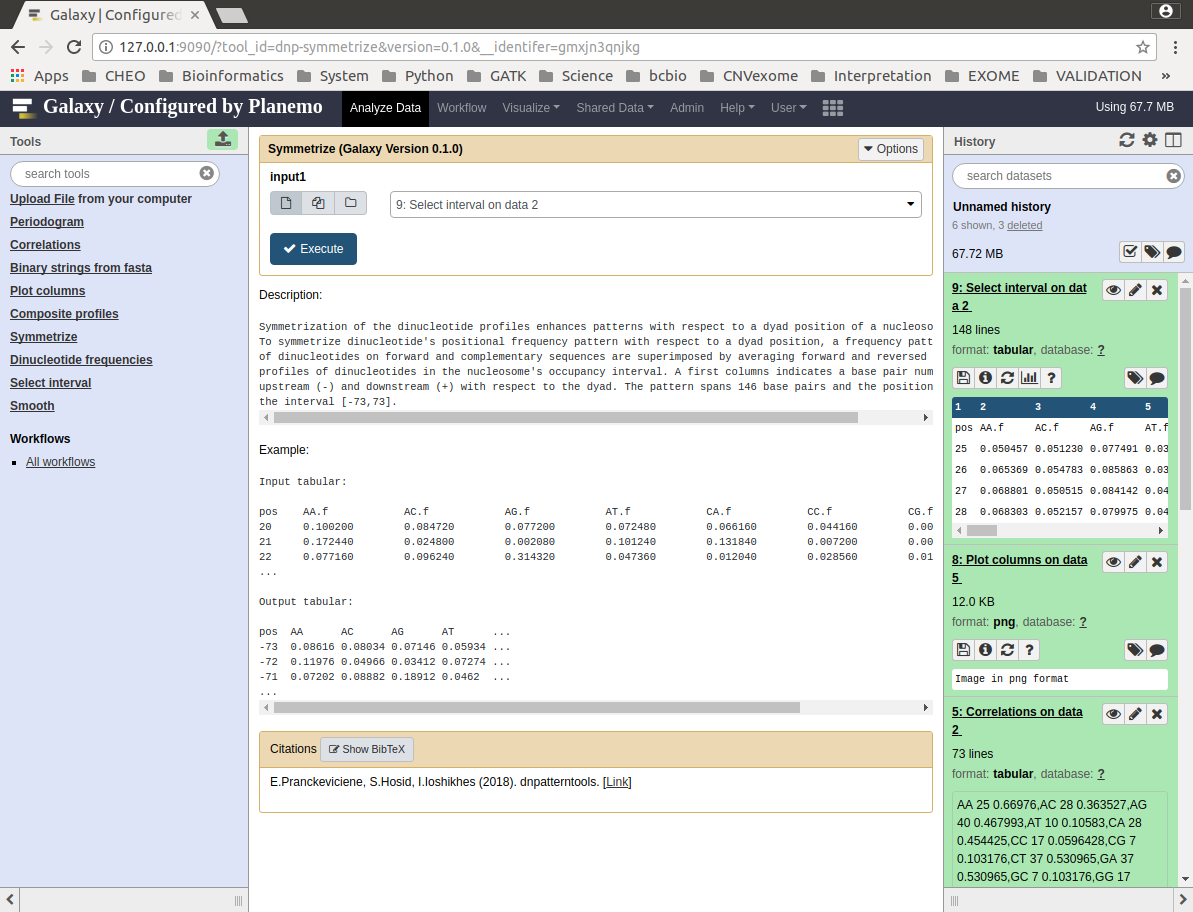 Galaxy | Configured
127.0.0.1:9090/?tool_id=dnp-symmetrize&version=0.1.0&__identifer=gmxjn3qnjkg
Apps CHEO Bioinformatics System Python GATK Science bcbio CNVexome Interpretation EXOME VALIDATION »
Galaxy / Configured by Planemo Analyze Data Workflow Visualize Shared Data Admin Help User Using 67.7 MB
Tools
search tools
Upload File from your computer
Periodogram
Correlations
Binary strings from fasta
Plot columns
Composite profiles
Symmetrize
Dinucleotide frequencies
Select interval
Smooth
Workflows
All workflows
Symmetrize (Galaxy Version 0.1.0) Options
input1
9: Select interval on data 2
Execute
Description:
Symmetrization of the dinucleotide profiles enhances patterns with respect to a dyad position of a nucleoso
To symmetrize dinucleotide's positional frequency pattern with respect to a dyad position, a frequency patt
of dinucleotides on forward and complementary sequences are superimposed by averaging forward and reversed
profiles of dinucleotides in the nucleosome's occupancy interval. A first columns indicates a base pair num
upstream (-) and downstream (+) with respect to the dyad. The pattern spans 146 base pairs and the position
the interval [-73,73].
Example:
Input tabular:
pos AA.f AC.f AG.f AT.f CA.f CC.f CG.f
20 0.100200 0.084720 0.077200 0.072480 0.066160 0.044160 0.00
21 0.172440 0.024800 0.002080 0.101240 0.131840 0.007200 0.00
22 0.077160 0.096240 0.314320 0.047360 0.012040 0.028560 0.01
...
Output tabular:
pos AA AC AG AT ...
-73 0.08616 0.08034 0.07146 0.05934 ...
-72 0.11976 0.04966 0.03412 0.07274 ...
-71 0.07202 0.08882 0.18912 0.0462 ...
...
Citations Show BibTeX
E.Pranckeviciene, S.Hosid, I.Ioshikhes (2018). dnpatterntools. [Link]
History
search datasets
Unnamed history
6 shown, 3 deleted
67.72 MB
9: Select interval on dat
a 2
148 lines
format: tabular, database: ?
?
1 2 3 4 5
pos AA.f AC.f AG.f AT.f
25 0.050457 0.051230 0.077491 0.03
26 0.065369 0.054783 0.085863 0.03
27 0.068801 0.050515 0.084142 0.04
28 0.068303 0.052157 0.079975 0.04
8: Plot columns on data
5
12.0 KB
format: png, database: ?
?
Image in png format
5: Correlations on data
2
73 lines
format: tabular, database: ?
AA 25 0.66976,AC 28 0.363527,AG
40 0.467993,AT 10 0.10583,CA 28
0.454425,CC 17 0.0596428,CG 7
0.103176,CT 37 0.530965,GA 37
0.530965,GC 7 0.103176,GG 17